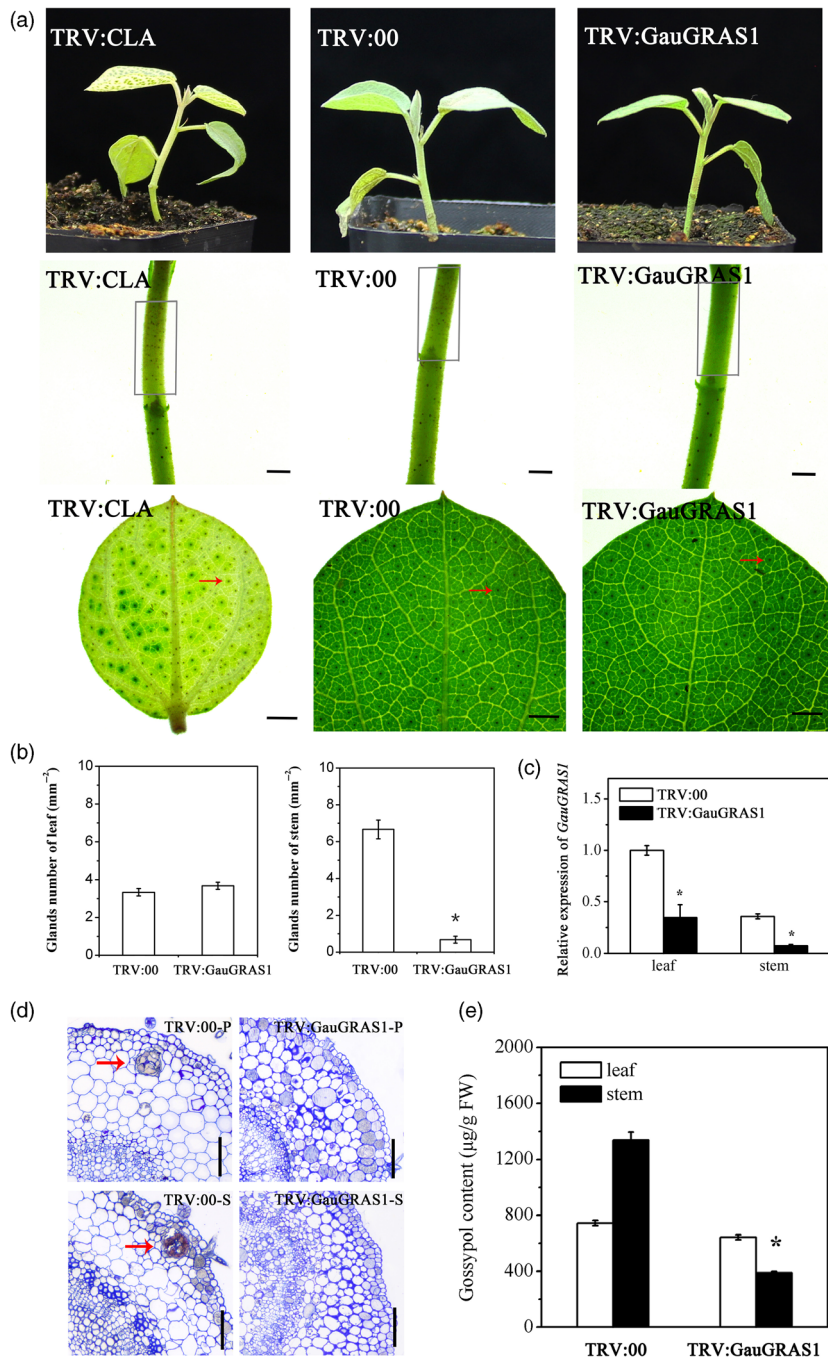 (a)
TRV:CLA
TRV:00
TRV:GauGRAS1
TRV:CLA
TRV:00
TRV:GauGRAS1
TRV:CLA
TRV:00
TRV:GauGRAS1
(b)
Glands number of leaf (mm⁻²)
10
8
6
4
2
0
TRV:00
TRV:GauGRAS1
Glands number of stem (mm⁻²)
10
8
6
4
2
0
*
TRV:00
TRV:GauGRAS1
(c)
Relative expression of GauGRAS1
1.5
1.0
0.5
0.0
TRV:00
TRV:GauGRAS1
*
*
leaf
stem
(d)
TRV:00-P
TRV:GauGRAS1-P
TRV:00-S
TRV:GauGRAS1-S
(e)
Gossypol content (μg/g FW)
2000
1600
1200
800
400
0
leaf
stem
*
TRV:00
TRV:GauGRAS1